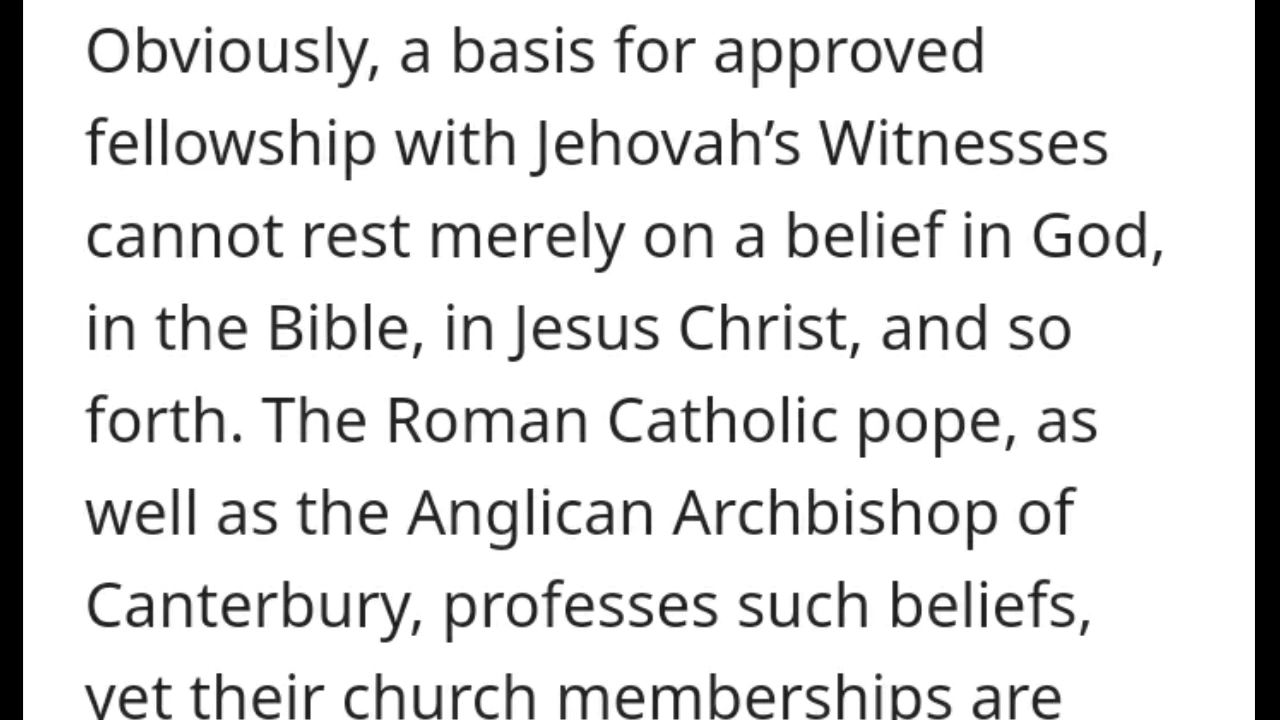 Obviously, a basis for approved
fellowship with Jehovah’s Witnesses
cannot rest merely on a belief in God,
in the Bible, in Jesus Christ, and so
forth. The Roman Catholic pope, as
well as the Anglican Archbishop of
Canterbury, professes such beliefs,
yet their church memberships are